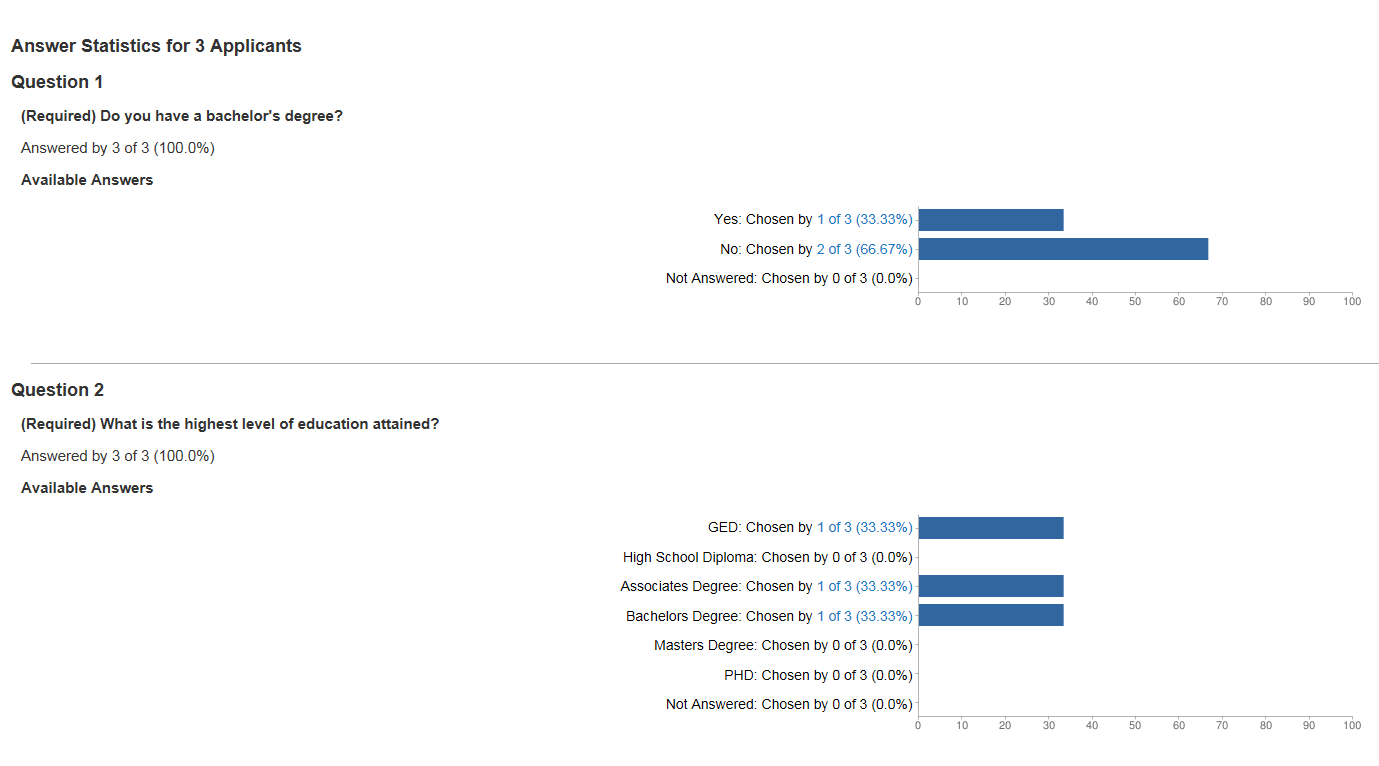 Answer Statistics for 3 Applicants
Question 1
(Required) Do you have a bachelor's degree?
Answered by 3 of 3 (100.0%)
Available Answers
Yes: Chosen by 1 of 3 (33.33%)
No: Chosen by 2 of 3 (66.67%)
Not Answered: Chosen by 0 of 3 (0.0%)
0 10 20 30 40 50 60 70 80 90 100
Question 2
(Required) What is the highest level of education attained?
Answered by 3 of 3 (100.0%)
Available Answers
GED: Chosen by 1 of 3 (33.33%)
High School Diploma: Chosen by 0 of 3 (0.0%)
Associates Degree: Chosen by 1 of 3 (33.33%)
Bachelors Degree: Chosen by 1 of 3 (33.33%)
Masters Degree: Chosen by 0 of 3 (0.0%)
PHD: Chosen by 0 of 3 (0.0%)
Not Answered: Chosen by 0 of 3 (0.0%)
0 10 20 30 40 50 60 70 80 90 100